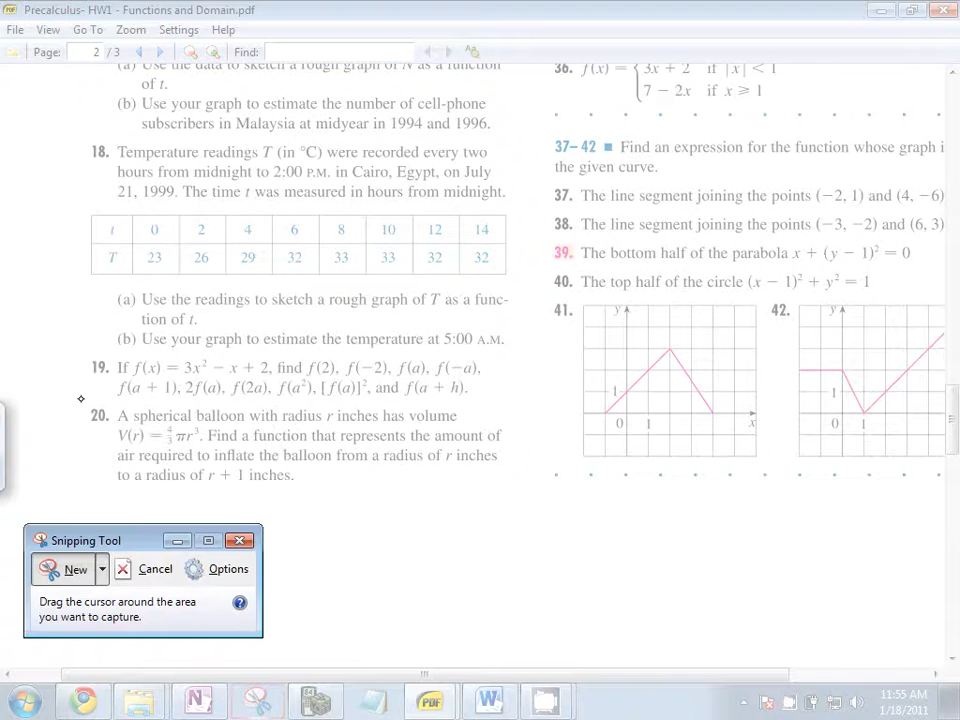 Precalculus- HW1 - Functions and Domain.pdf
File View Go To Zoom Settings Help
Page: 2 / 3 Find:
(a) Use the data to sketch a rough graph of N as a function
of t.
(b) Use your graph to estimate the number of cell-phone
subscribers in Malaysia at midyear in 1994 and 1996.
18. Temperature readings T (in °C) were recorded every two
hours from midnight to 2:00 P.M. in Cairo, Egypt, on July
21, 1999. The time t was measured in hours from midnight.
t 0 2 4 6 8 10 12 14
T 23 26 29 32 33 33 32 32
(a) Use the readings to sketch a rough graph of T as a func-
tion of t.
(b) Use your graph to estimate the temperature at 5:00 A.M.
19. If f(x) = 3x² − x + 2, find f(2), f(−2), f(a), f(−a),
f(a + 1), 2f(a), f(2a), f(a²), [f(a)]², and f(a + h).
20. A spherical balloon with radius r inches has volume
V(r) = 4/3 πr³. Find a function that represents the amount of
air required to inflate the balloon from a radius of r inches
to a radius of r + 1 inches.
36. f(x) = { 3x + 2 if |x| < 1
7 − 2x if x ⩾ 1
37–42 ■ Find an expression for the function whose graph i
the given curve.
37. The line segment joining the points (−2, 1) and (4, −6)
38. The line segment joining the points (−3, −2) and (6, 3)
39. The bottom half of the parabola x + (y − 1)² = 0
40. The top half of the circle (x − 1)² + y² = 1
41. y 1 0 1 x
42. y 1 0 1
Snipping Tool
New Cancel Options
Drag the cursor around the area
you want to capture.
84
PDF
11:55 AM
1/18/2011